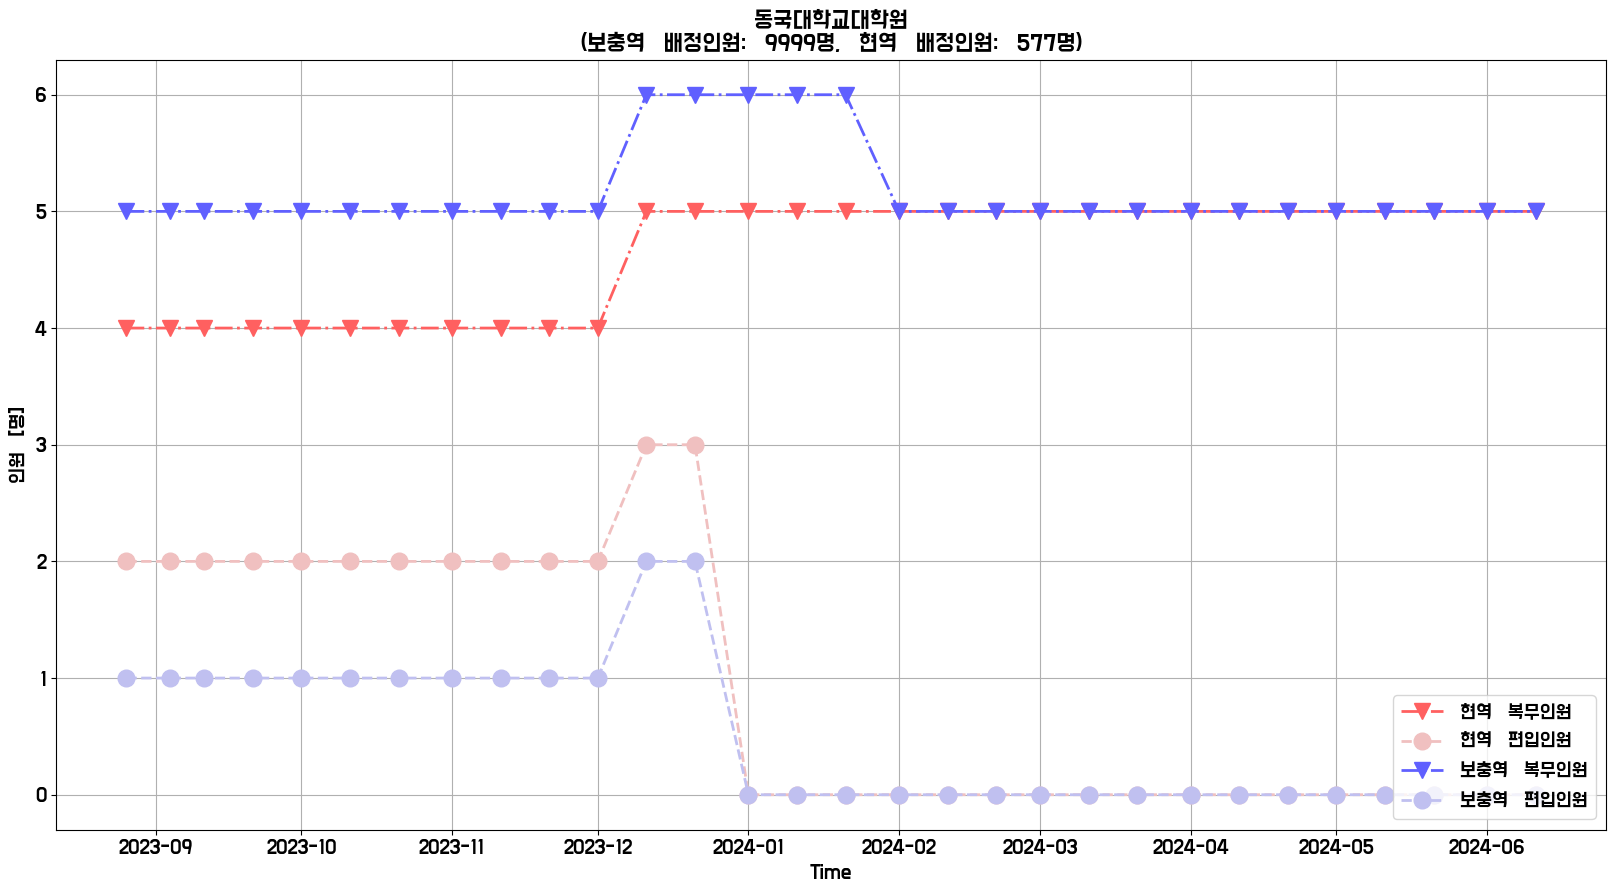 동국대학교대학원
(보충역 배정인원: 9999명, 현역 배정인원: 577명)
6
5
4
3
2
1
0
인원 [명]
2023-09 2023-10 2023-11 2023-12 2024-01 2024-02 2024-03 2024-04 2024-05 2024-06
Time
현역 복무인원
현역 편입인원
보충역 복무인원
보충역 편입인원